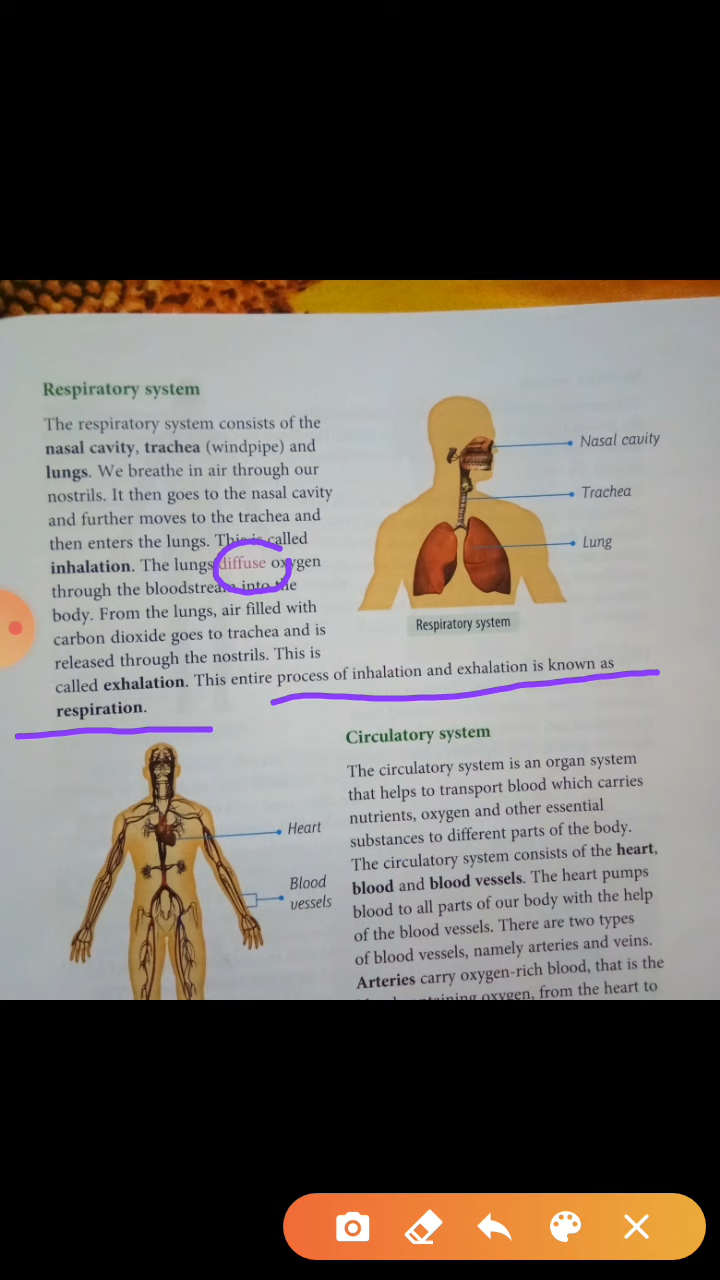 Respiratory system
The respiratory system consists of the
nasal cavity, trachea (windpipe) and
lungs. We breathe in air through our
nostrils. It then goes to the nasal cavity
and further moves to the trachea and
then enters the lungs. This is called
inhalation. The lungs diffuse oxygen
through the bloodstream into the
body. From the lungs, air filled with
carbon dioxide goes to trachea and is
released through the nostrils. This is
called exhalation. This entire process of inhalation and exhalation is known as
respiration.
Nasal cavity
Trachea
Lung
Respiratory system
Heart
Blood
vessels
Circulatory system
The circulatory system is an organ system
that helps to transport blood which carries
nutrients, oxygen and other essential
substances to different parts of the body.
The circulatory system consists of the heart,
blood and blood vessels. The heart pumps
blood to all parts of our body with the help
of the blood vessels. There are two types
of blood vessels, namely arteries and veins.
Arteries carry oxygen-rich blood, that is the
oxygen, from the heart to